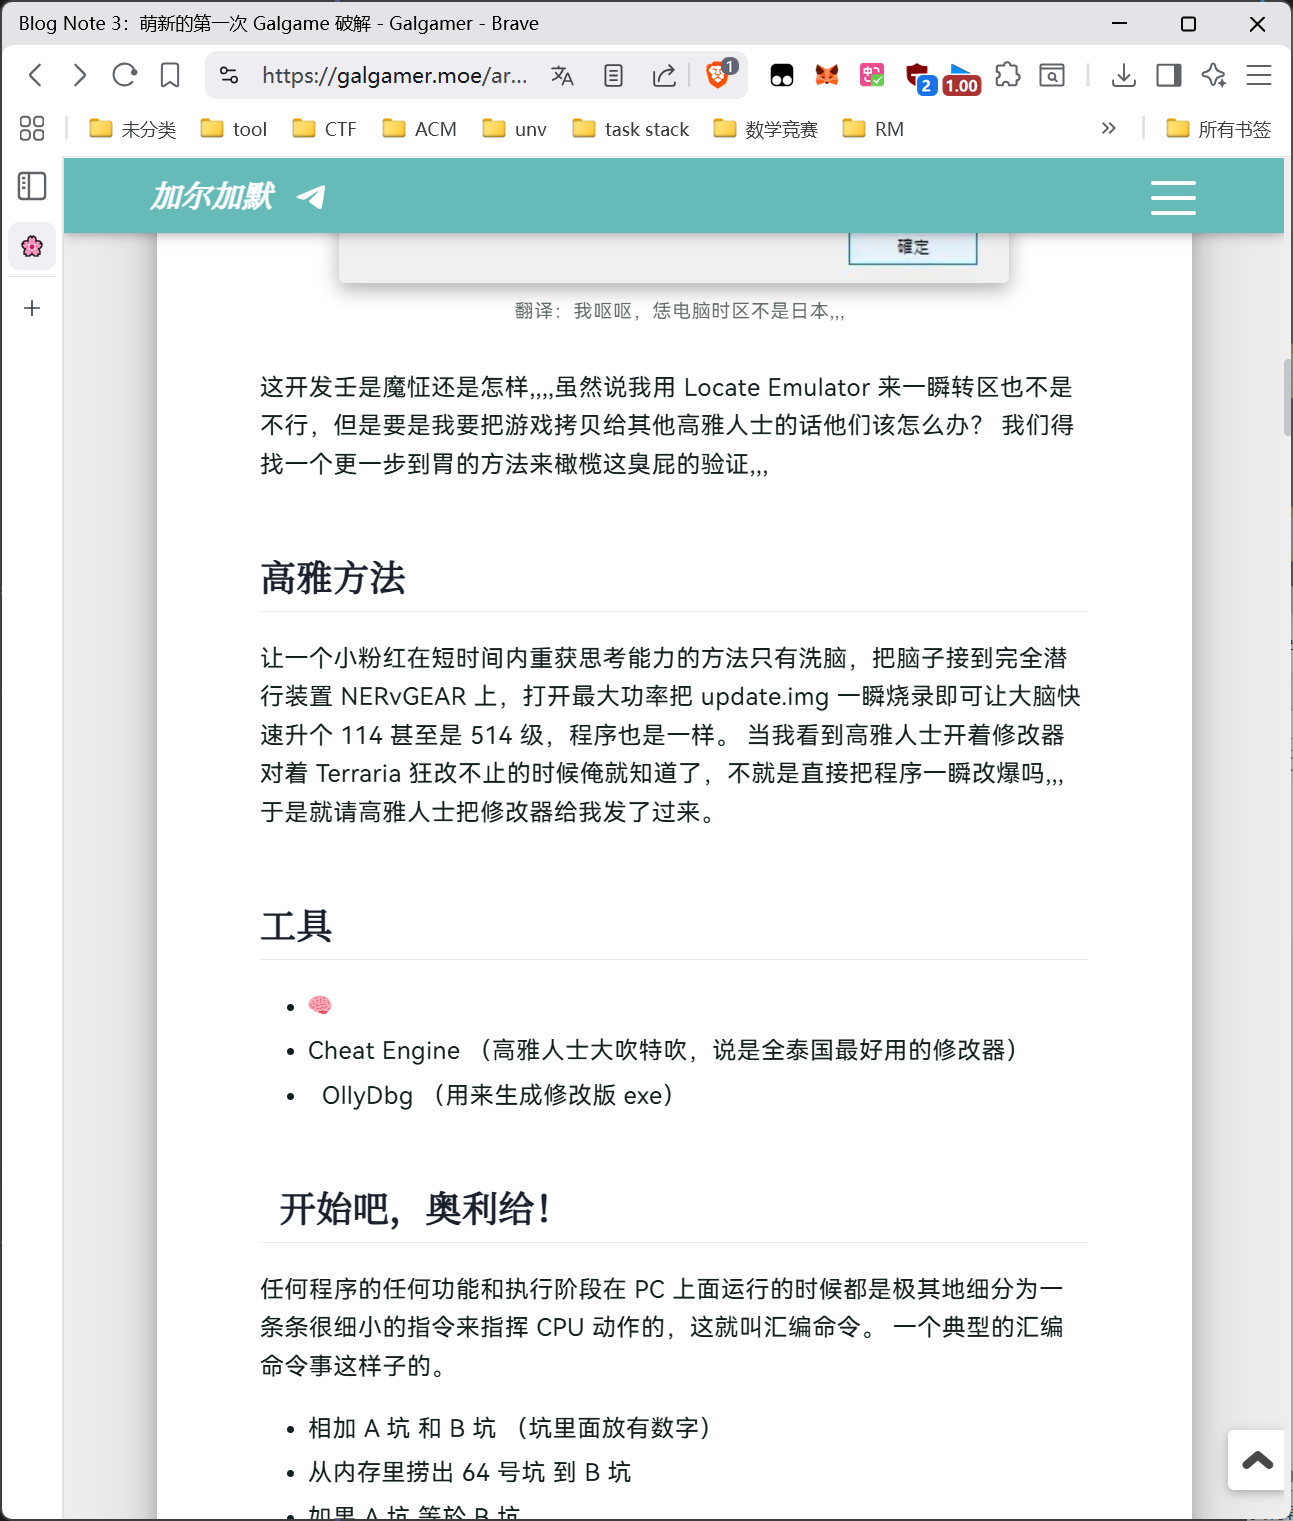 Blog Note 3：萌新的第一次 Galgame 破解 - Galgamer - Brave
https://galgamer.moe/ar...
1
2
1.00
未分类
tool
CTF
ACM
unv
task stack
数学竞赛
RM
所有书签
加尔加默
確定
翻译：我呕呕，恁电脑时区不是日本,,,
这开发壬是魔怔还是怎样,,,,虽然说我用 Locate Emulator 来一瞬转区也不是
不行，但是要是我要把游戏拷贝给其他高雅人士的话他们该怎么办？ 我们得
找一个更一步到胃的方法来橄榄这臭屁的验证,,,
高雅方法
让一个小粉红在短时间内重获思考能力的方法只有洗脑，把脑子接到完全潜
行装置 NERvGEAR 上，打开最大功率把 update.img 一瞬烧录即可让大脑快
速升个 114 甚至是 514 级，程序也是一样。 当我看到高雅人士开着修改器
对着 Terraria 狂改不止的时候俺就知道了，不就是直接把程序一瞬改爆吗,,,
于是就请高雅人士把修改器给我发了过来。
工具
🧠
Cheat Engine （高雅人士大吹特吹，说是全泰国最好用的修改器）
OllyDbg （用来生成修改版 exe）
开始吧，奥利给！
任何程序的任何功能和执行阶段在 PC 上面运行的时候都是极其地细分为一
条条很细小的指令来指挥 CPU 动作的，这就叫汇编命令。 一个典型的汇编
命令事这样子的。
相加 A 坑 和 B 坑 （坑里面放有数字）
从内存里捞出 64 号坑 到 B 坑
如果 A 坑 等於 B 坑